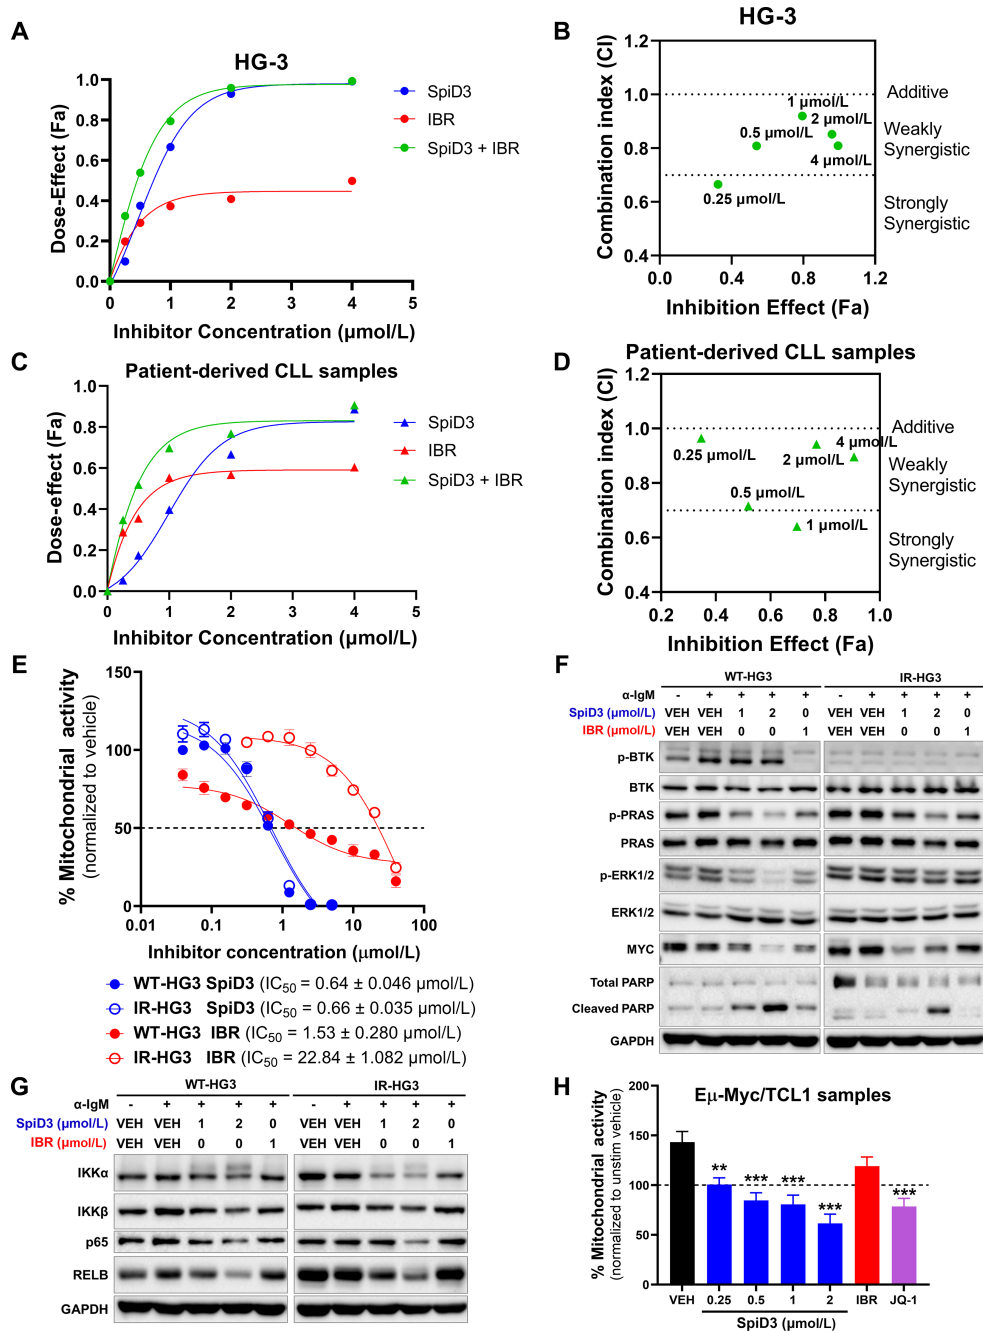 A
HG-3
Dose-Effect (Fa)
1.0
0.8
0.6
0.4
0.2
0.0
0 1 2 3 4 5
Inhibitor Concentration (μmol/L)
SpiD3
IBR
SpiD3 + IBR
B
HG-3
Combination index (CI)
1.2
1.0
0.8
0.6
0.4
0.0 0.4 0.8 1.2
Inhibition Effect (Fa)
1 μmol/L
2 μmol/L
0.5 μmol/L
4 μmol/L
0.25 μmol/L
Additive
Weakly
Synergistic
Strongly
Synergistic
C
Patient-derived CLL samples
Dose-effect (Fa)
1.0
0.8
0.6
0.4
0.2
0.0
0 1 2 3 4 5
Inhibitor Concentration (μmol/L)
SpiD3
IBR
SpiD3 + IBR
D
Patient-derived CLL samples
Combination index (CI)
1.2
1.0
0.8
0.6
0.4
0.2 0.4 0.6 0.8 1.0
Inhibition Effect (Fa)
4 μmol/L
0.25 μmol/L
2 μmol/L
0.5 μmol/L
1 μmol/L
Additive
Weakly
Synergistic
Strongly
Synergistic
E
% Mitochondrial activity
(normalized to vehicle)
150
100
50
0
0.01 0.1 1 10 100
Inhibitor concentration (μmol/L)
WT-HG3 SpiD3 (IC50 = 0.64 ± 0.046 μmol/L)
IR-HG3 SpiD3 (IC50 = 0.66 ± 0.035 μmol/L)
WT-HG3 IBR (IC50 = 1.53 ± 0.280 μmol/L)
IR-HG3 IBR (IC50 = 22.84 ± 1.082 μmol/L)
F
WT-HG3 IR-HG3
α-IgM - + + + + - + + + +
SpiD3 (μmol/L) VEH VEH 1 2 0 VEH VEH 1 2 0
IBR (μmol/L) VEH VEH 0 0 1 VEH VEH 0 0 1
p-BTK
BTK
p-PRAS
PRAS
p-ERK1/2
ERK1/2
MYC
Total PARP
Cleaved PARP
GAPDH
G
WT-HG3 IR-HG3
α-IgM - + + + + - + + + +
SpiD3 (μmol/L) VEH VEH 1 2 0 VEH VEH 1 2 0
IBR (μmol/L) VEH VEH 0 0 1 VEH VEH 0 0 1
IKKα
IKKβ
p65
RELB
GAPDH
H
Eμ-Myc/TCL1 samples
% Mitochondrial activity
(normalized to unstim vehicle)
200
150
100
50
0
** *** *** *** ***
VEH 0.25 0.5 1 2 IBR JQ-1
SpiD3 (μmol/L)